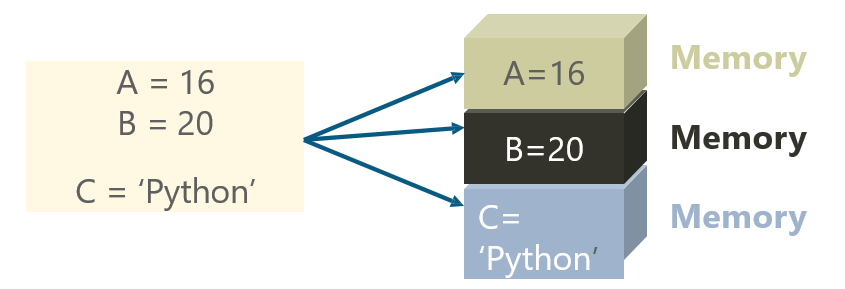 A = 16
B = 20
C = ‘Python’
A=16
Memory
B=20
Memory
C=
‘Python’
Memory